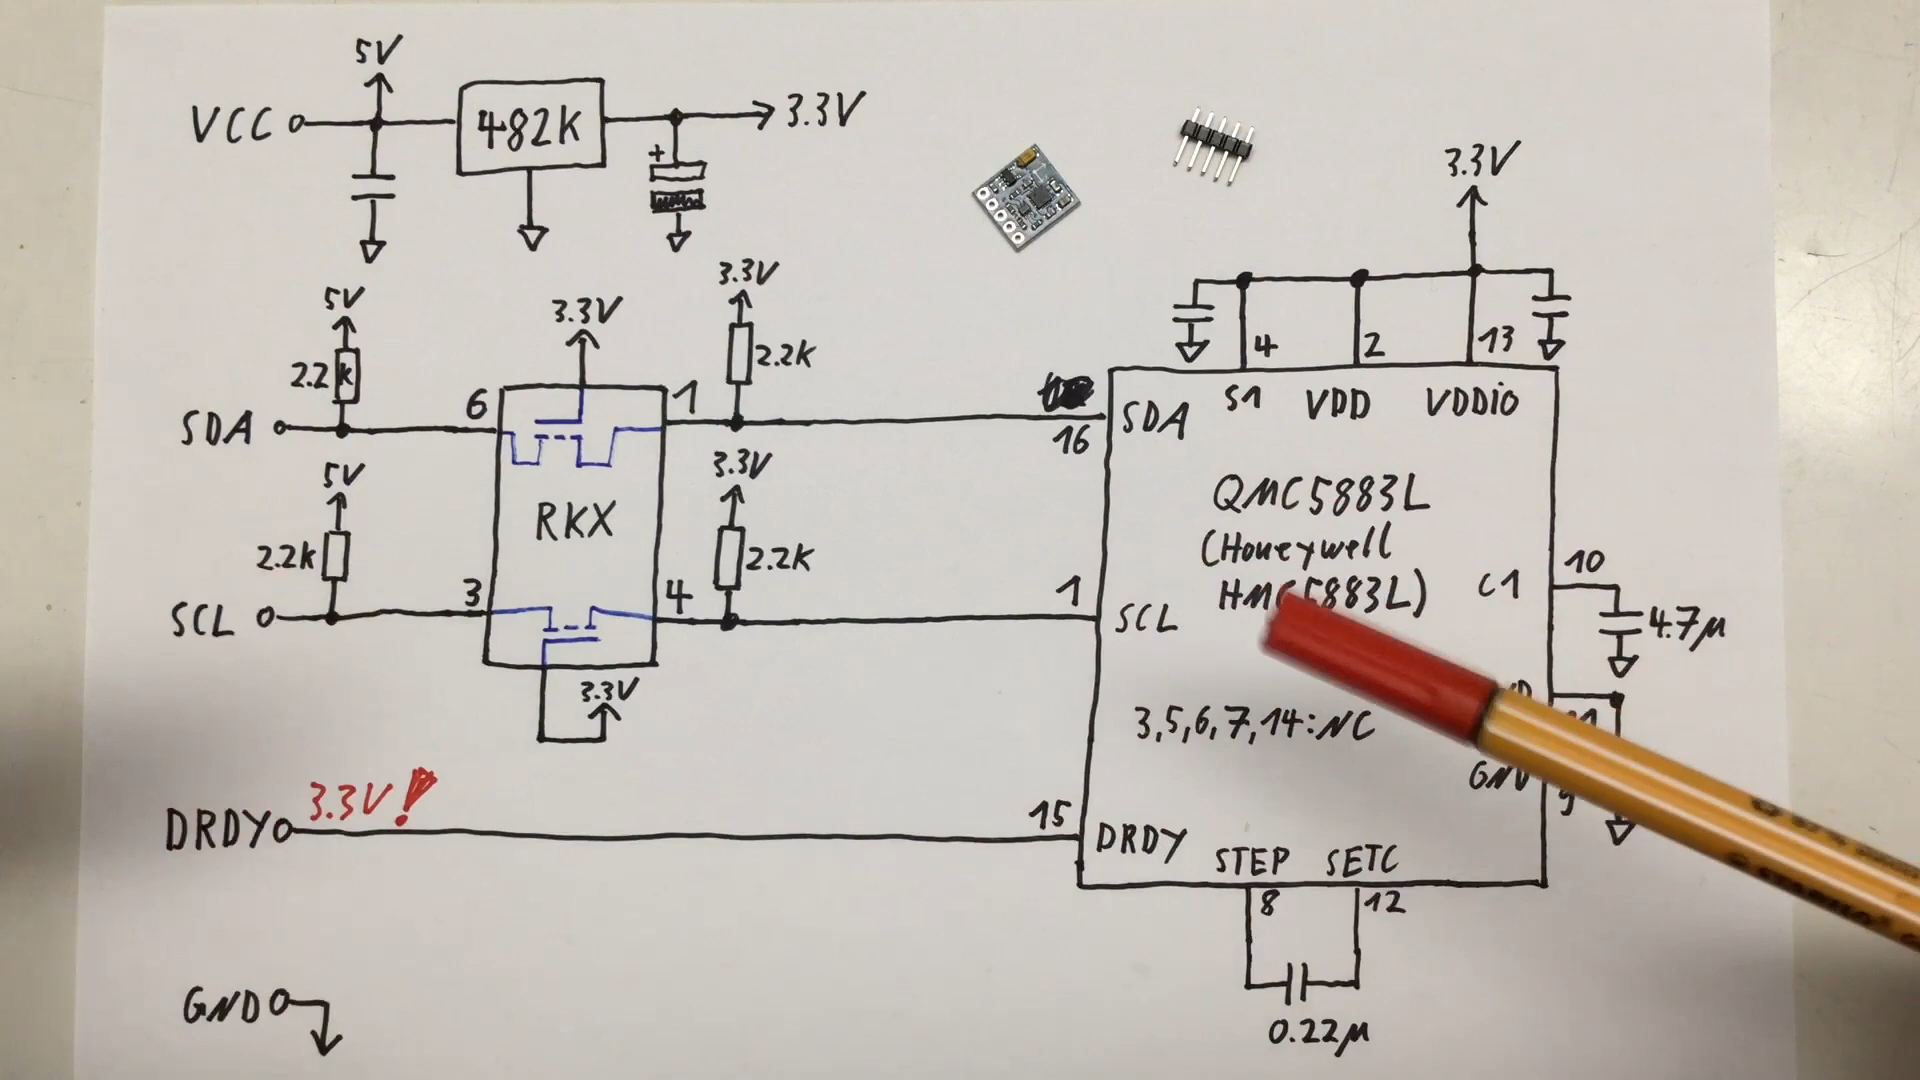 5V
VCC
482K
+
3.3V
3.3V
5V
2.2k
SDA
6
3.3V
1
3.3V
2.2K
16
SDA
4
2
13
S1
VDD
VDDiO
5V
2.2k
SCL
3
RKX
4
3.3V
2.2K
3.3V
1
SCL
QMC5883L
(Honeywell
HMC5883L)
C1
10
4.7µ
3,5,6,7,14:NC
GND
DRDY
3.3V!
15
DRDY
STEP
SETC
8
12
0.22µ
GND